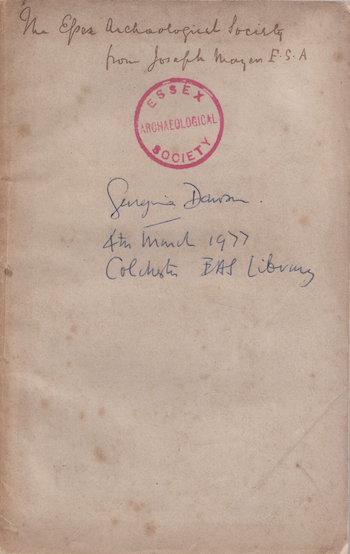 The Essex Archaeological Society
from Joseph Mayer F.S.A
ESSEX
ARCHAEOLOGICAL
SOCIETY
Georgina Dawson.
4th March 1977
Colchester EAS Library